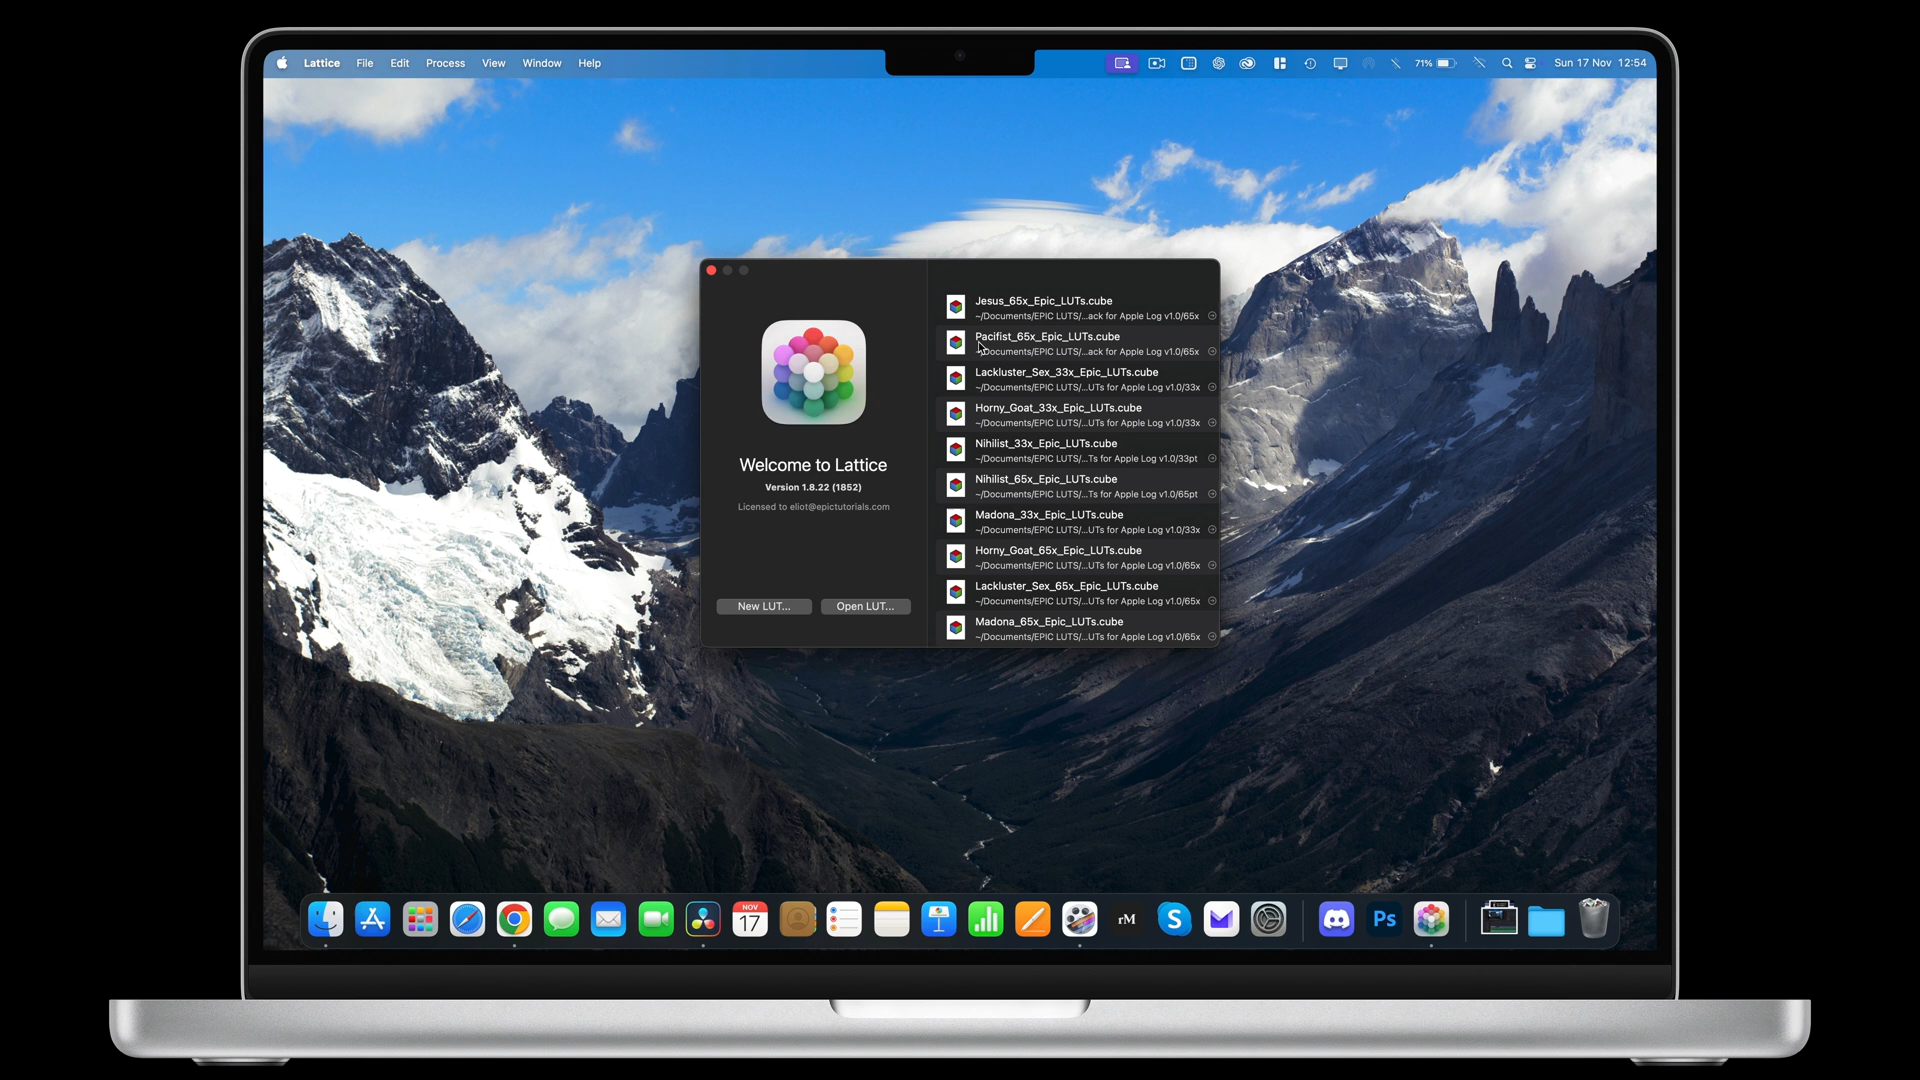 Lattice File Edit Process View Window Help
71% Sun 17 Nov 12:54
Jesus_65x_Epic_LUTs.cube
~/Documents/EPIC LUTS/...ack for Apple Log v1.0/65x
Pacifist_65x_Epic_LUTs.cube
~/Documents/EPIC LUTS/...ack for Apple Log v1.0/65x
Lackluster_Sex_33x_Epic_LUTs.cube
~/Documents/EPIC LUTS/...UTs for Apple Log v1.0/33x
Horny_Goat_33x_Epic_LUTs.cube
~/Documents/EPIC LUTS/...UTs for Apple Log v1.0/33x
Nihilist_33x_Epic_LUTs.cube
~/Documents/EPIC LUTS/...Ts for Apple Log v1.0/33pt
Nihilist_65x_Epic_LUTs.cube
~/Documents/EPIC LUTS/...Ts for Apple Log v1.0/65pt
Madona_33x_Epic_LUTs.cube
~/Documents/EPIC LUTS/...UTs for Apple Log v1.0/33x
Horny_Goat_65x_Epic_LUTs.cube
~/Documents/EPIC LUTS/...UTs for Apple Log v1.0/65x
Lackluster_Sex_65x_Epic_LUTs.cube
~/Documents/EPIC LUTS/...UTs for Apple Log v1.0/65x
Madona_65x_Epic_LUTs.cube
~/Documents/EPIC LUTS/...UTs for Apple Log v1.0/65x
Welcome to Lattice
Version 1.8.22 (1852)
Licensed to eliot@epictutorials.com
New LUT...
Open LUT...
NOV
17
rM
S
Ps